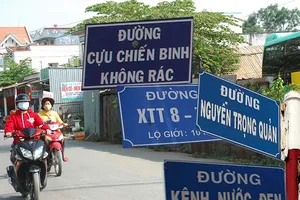 ĐƯỜNG
CỰU CHIẾN BINH
KHÔNG RÁC
ĐƯỜNG
XTT 8 -
LỘ GIỚI: 1
ĐƯỜNG
NGUYỄN TRỌNG QUẢN
ĐƯỜNG
KÊNH NƯỚC ĐEN